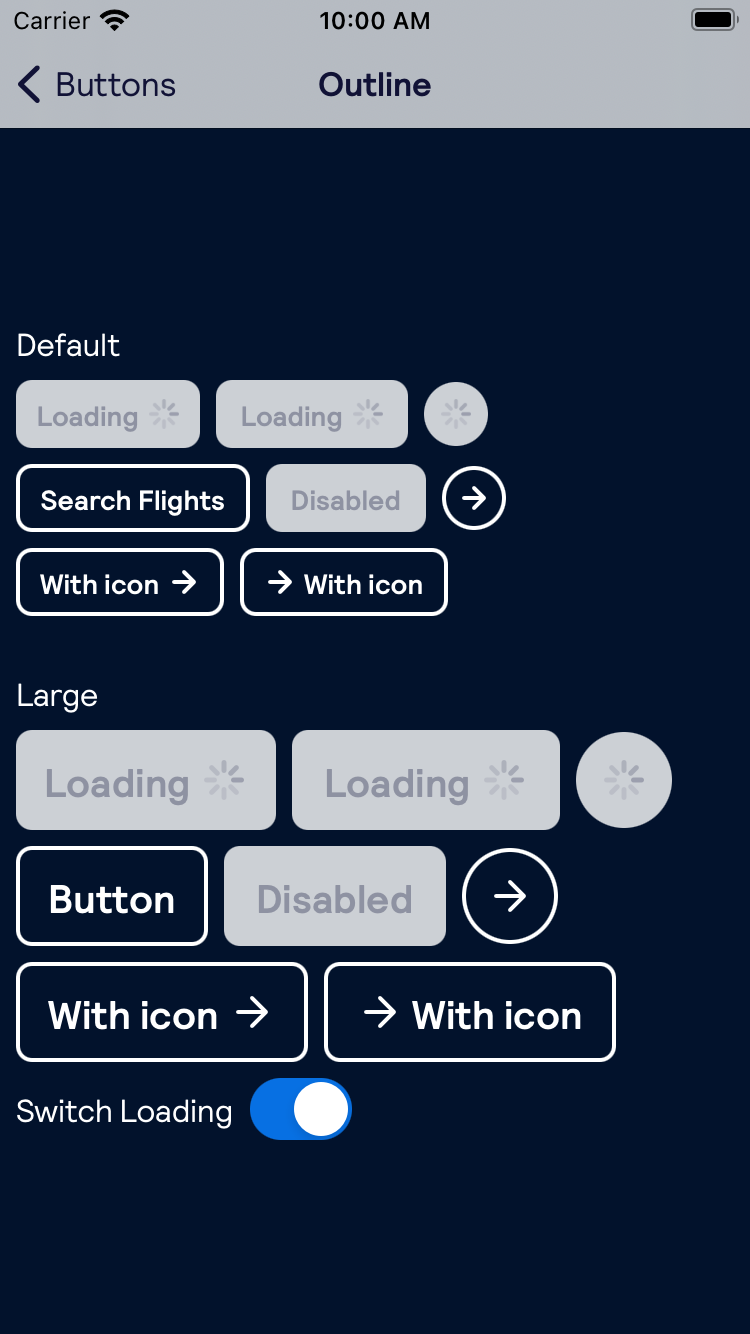 Carrier 10:00 AM
Buttons Outline
Default
Loading Loading
Search Flights Disabled
With icon With icon
Large
Loading Loading
Button Disabled
With icon With icon
Switch Loading